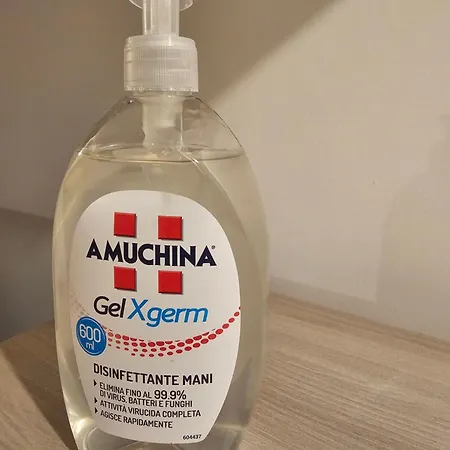 AMUCHINA®
Gel Xgerm
600
ml
DISINFETTANTE MANI
ELIMINA FINO AL 99.9%
DI VIRUS, BATTERI E FUNGHI
ATTIVITÀ VIRUCIDA COMPLETA
AGISCE RAPIDAMENTE
604437